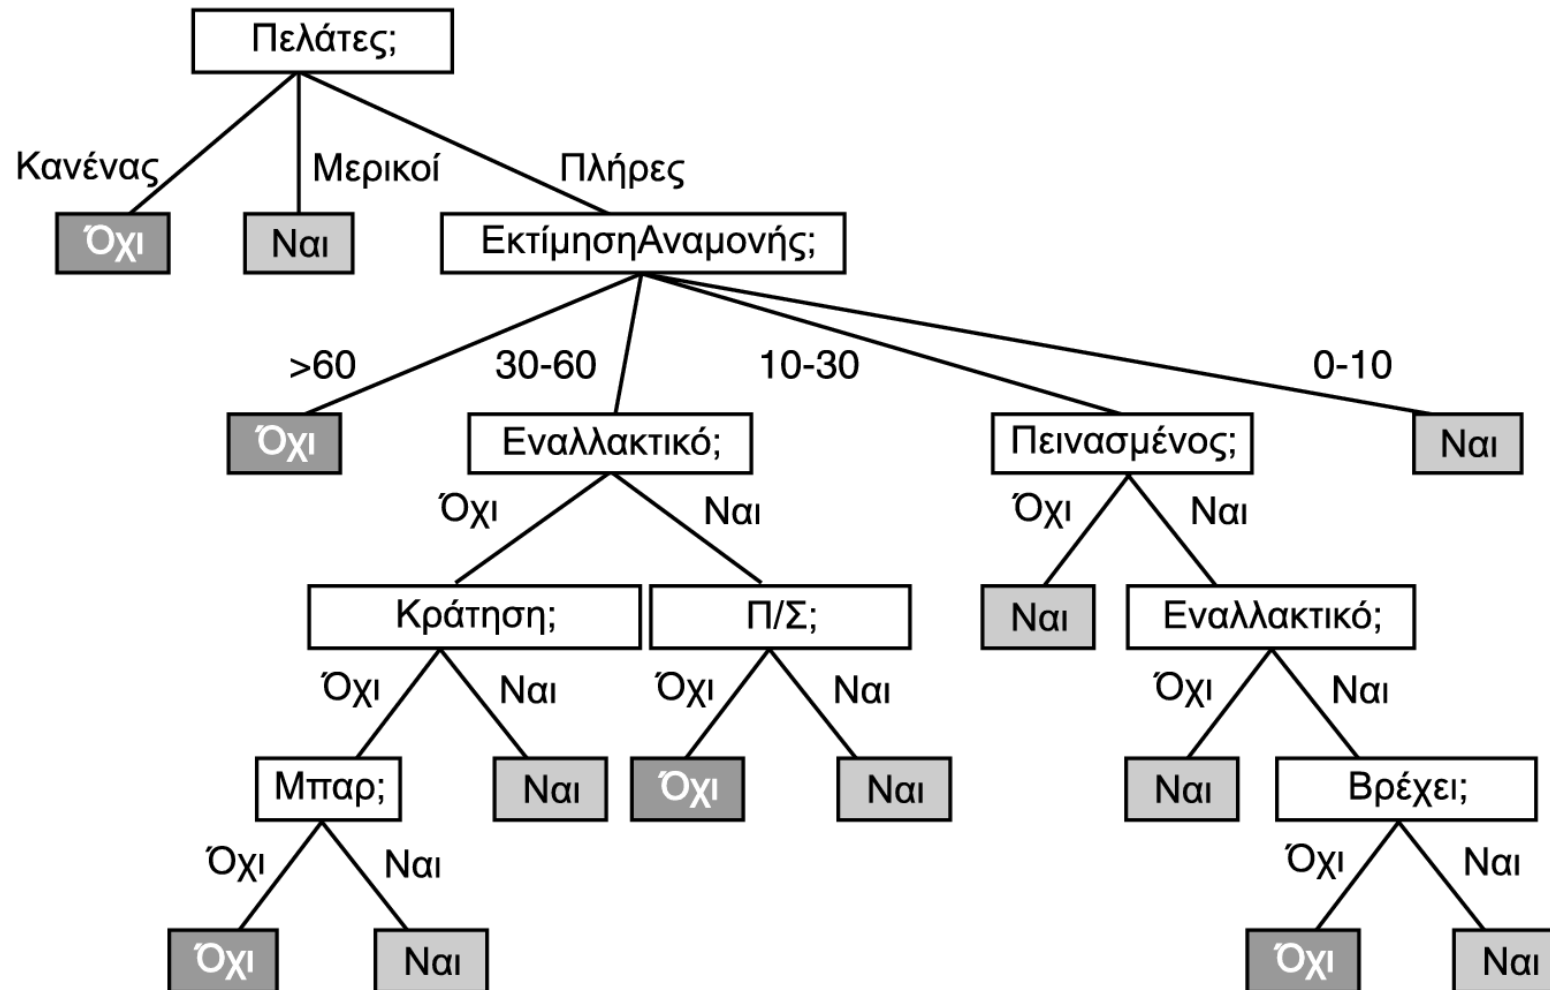 Πελάτες;
Κανένας Μερικοί Πλήρες
Όχι Ναι ΕκτίμησηΑναμονής;
>60 30-60 10-30 0-10
Όχι Εναλλακτικό; Πεινασμένος; Ναι
Όχι Ναι Όχι Ναι
Κράτηση; Π/Σ; Ναι Εναλλακτικό;
Όχι Ναι Όχι Ναι Όχι Ναι
Μπαρ; Ναι Όχι Ναι Ναι Βρέχει;
Όχι Ναι Όχι Ναι
Όχι Ναι Όχι Ναι